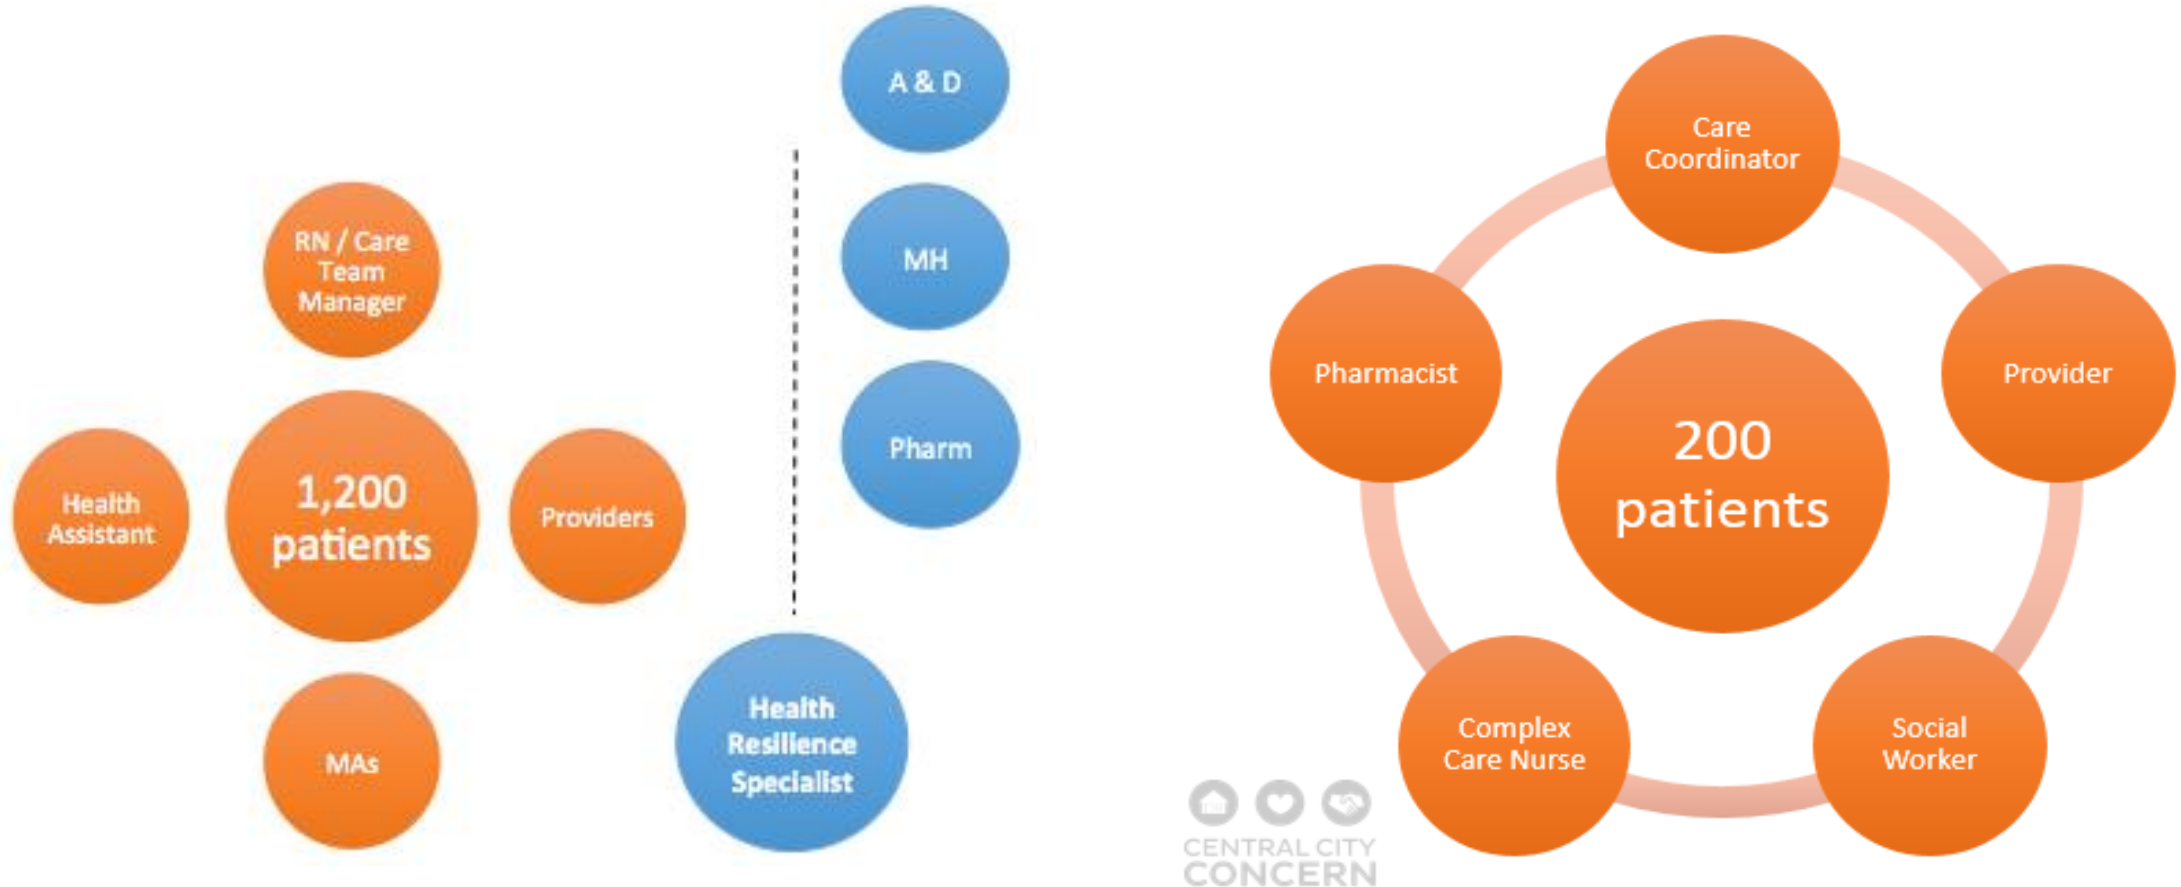 RN / Care
Team
Manager
Health
Assistant
1,200
patients
Providers
MAs
A & D
MH
Pharm
Health
Resilience
Specialist
Care
Coordinator
Pharmacist
Provider
200
patients
Complex
Care Nurse
Social
Worker
CENTRAL CITY
CONCERN